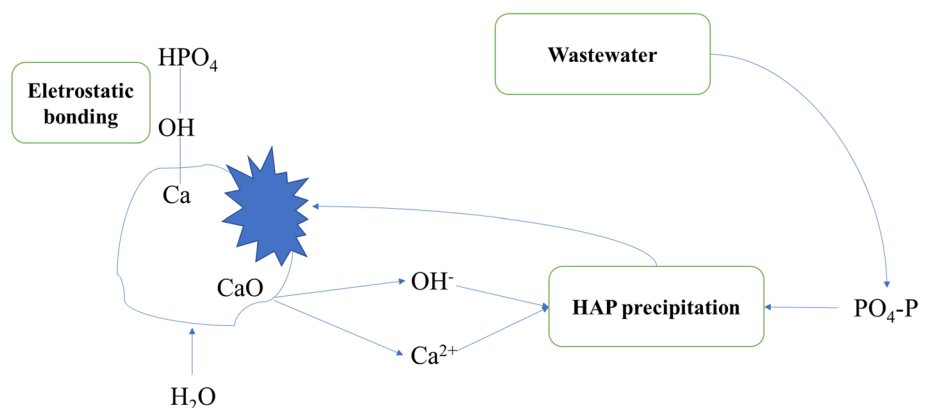 HPO₄
Wastewater
Eletrostatic
bonding
OH
Ca
CaO
OH⁻
HAP precipitation
PO₄-P
Ca²⁺
H₂O